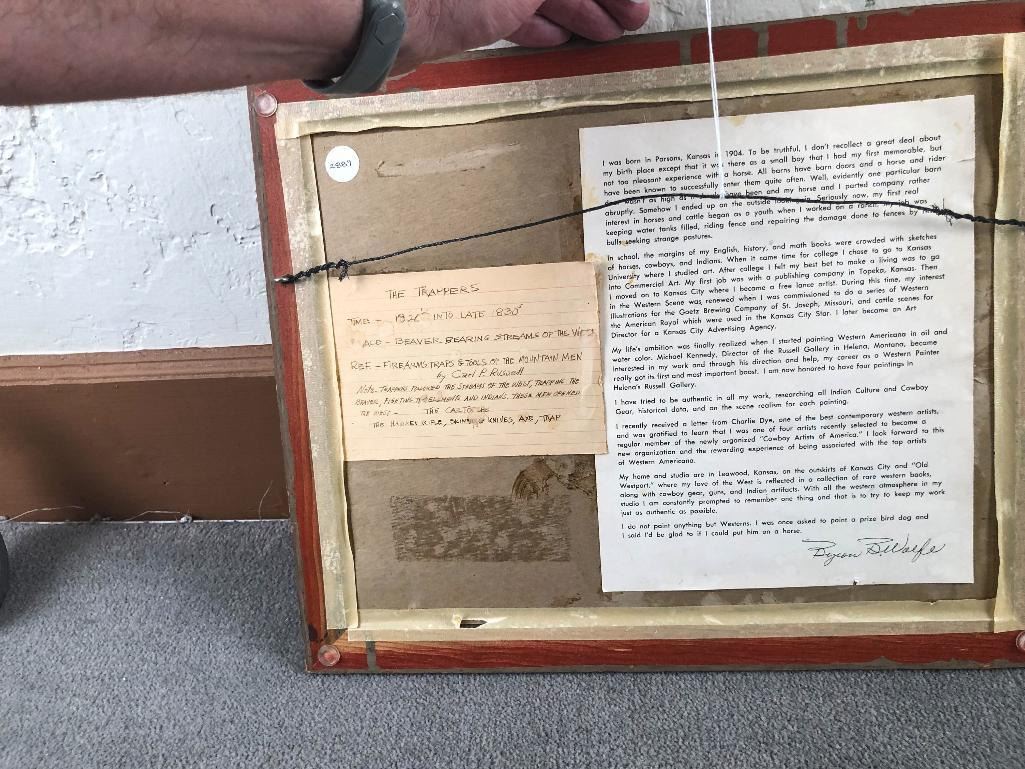 2887
THE TRAPPERS
TIME: - INTO LATE 1830S
- BEAVER BEARING STREAMS OF THE WEST
REF - FIREARMS TRAPS & TOOLS OF THE MOUNTAIN MEN
by Carl P. Russell
Note: TRAPPERS THE STREAMS OF THE WEST, TRAPPING THE
BEAVER, FIGHTING ELEMENTS AND INDIANS. THESE MEN OPENED
THE WEST -
THE HAWKEN RIFLE, SKINNING KNIVES, AXE, TRAP
I was born in Parsons, Kansas in 1904. To be truthful, I don't recollect a great deal about
my birth place except that it was there as a small boy that I had my first memorable, but
not too pleasant experience with a horse. All barns have barn doors and a horse and rider
have been known to successfully enter them quite often. Well, evidently one particular barn
door wasn't as high as it should have been and my horse and I parted company rather
abruptly. Somehow I ended up on the outside looking in. Seriously now, my first real
interest in horses and cattle began as a youth when I worked on a ranch. job was
keeping water tanks filled, riding fence and repairing the damage done to fences by
bulls seeking strange pastures.
In school, the margins of my English, history, and math books were crowded with sketches
of horses, cowboys, and Indians. When it came time for college I chose to go to Kansas
University where I studied art. After college I felt my best bet to make a living was to go
into Commercial Art. My first job was with a publishing company in Topeka, Kansas. Then
I moved on to Kansas City where I became a free lance artist. During this time, my interest
in the Western Scene was renewed when I was commissioned to do a series of Western
Illustrations for the Goetz Brewing Company of St. Joseph, Missouri, and cattle scenes for
the American Royal which were used in the Kansas City Star. I later became an Art
Director for a Kansas City Advertising Agency.
My life's ambition was finally realized when I started painting Western Americana in oil and
water color. Michael Kennedy, Director of the Russell Gallery in Helena, Montana, became
interested in my work and through his direction and help, my career as a Western Painter
really got its first and most important boost. I am now honored to have four paintings in
Helena's Russell Gallery.
I have tried to be authentic in all my work, researching all Indian Culture and Cowboy
Gear, historical data, and on the scene realism for each painting.
I recently received a letter from Charlie Dye, one of the best contemporary western artists,
and was gratified to learn that I was one of four artists recently selected to become a
regular member of the newly organized "Cowboy Artists of America." I look forward to this
new organization and the rewarding experience of being associated with the top artists
of Western Americana.
My home and studio are in Leawood, Kansas, on the outskirts of Kansas City and "Old
Westport," where my love of the West is reflected in a collection of rare western books,
along with cowboy gear, guns, and Indian artifacts. With all the western atmosphere in my
studio I am constantly prompted to remember one thing and that is to try to keep my work
just as authentic as possible.
I do not paint anything but Westerns. I was once asked to paint a prize bird dog and
I said I'd be glad to if I could put him on a horse.
Byron B. Wolfe